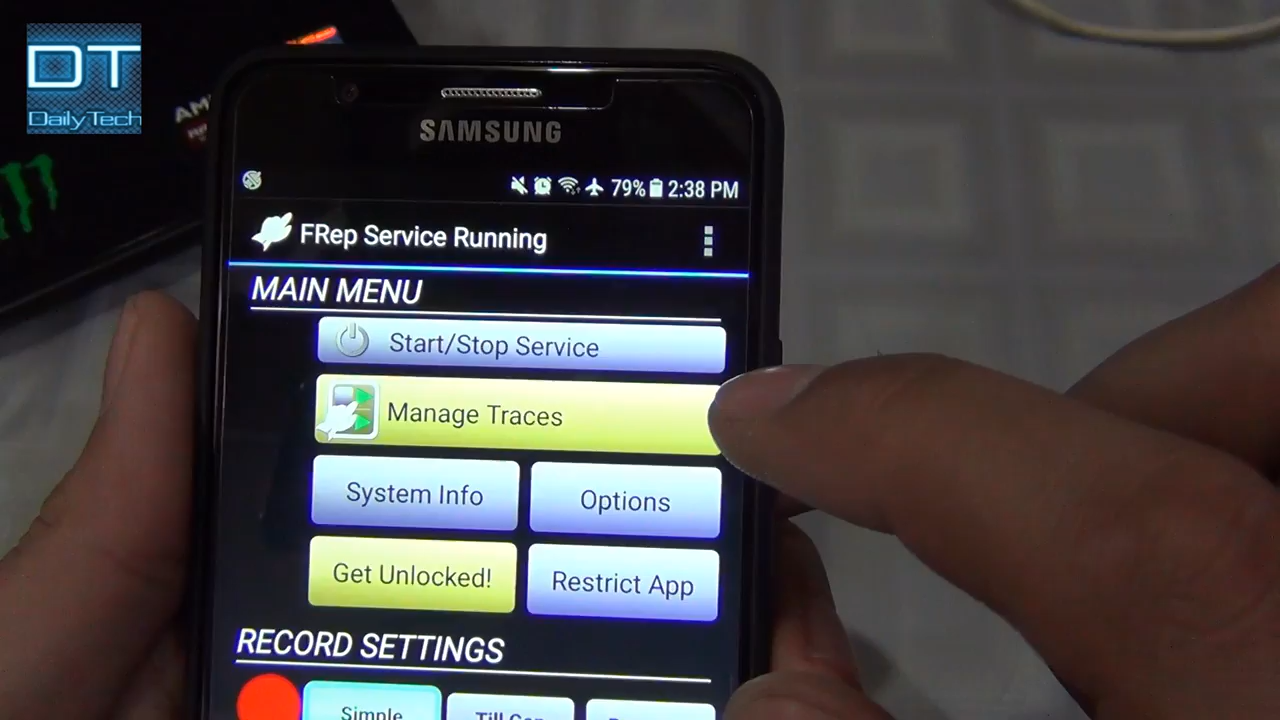 DT
DailyTech
SAMSUNG
79% 2:38 PM
FRep Service Running
MAIN MENU
Start/Stop Service
Manage Traces
System Info
Options
Get Unlocked!
Restrict App
RECORD SETTINGS
Simple